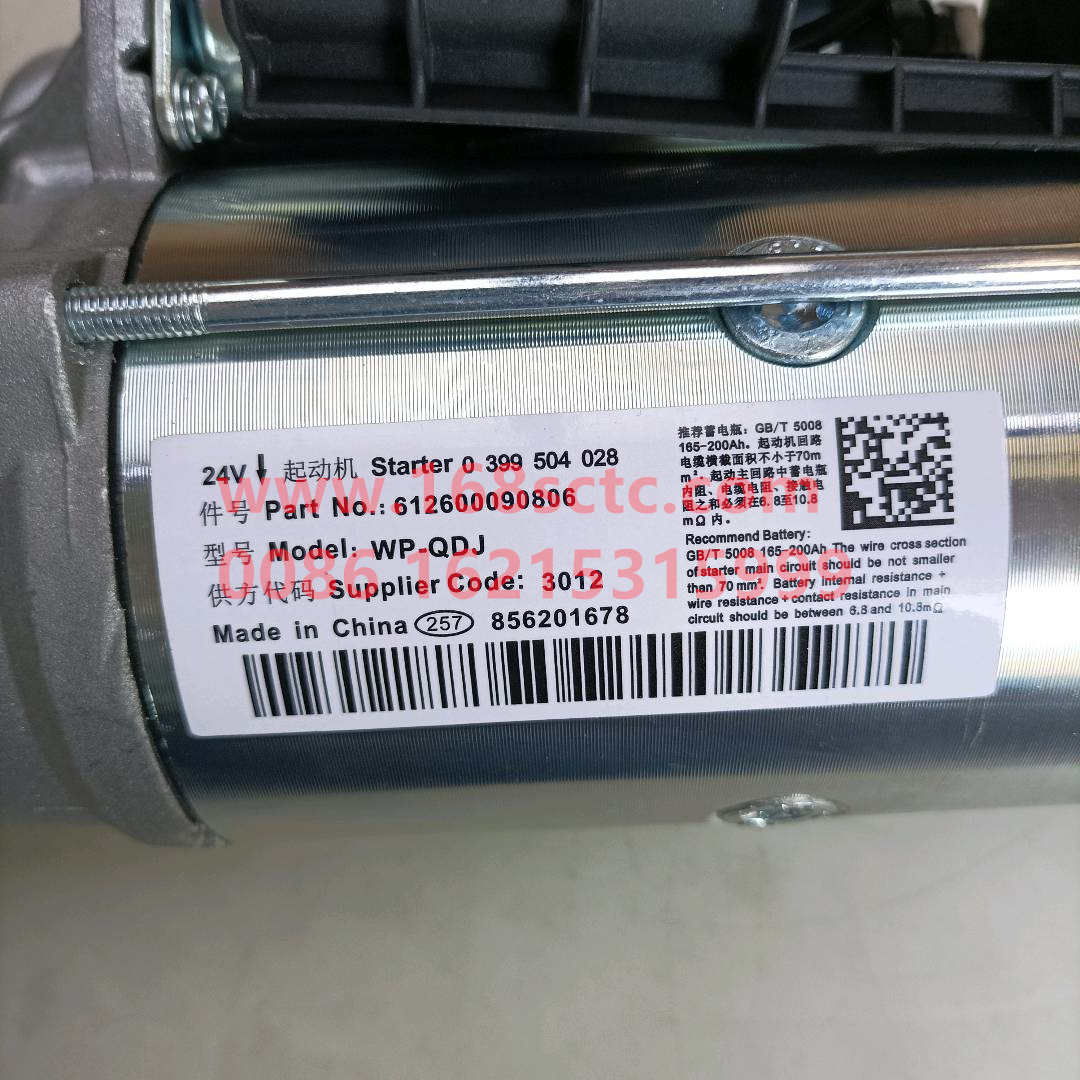 24V 起动机 Starter 0 399 504 028
件号 Part No.: 612600090806
型号 Model: WP-QDJ
供方代码 Supplier Code: 3012
Made in China 257 856201678
推荐蓄电瓶: GB/T 5008
165-200Ah. 起动机回路
电缆横截面积不小于70m
m². 起动主回路中蓄电瓶
内阻、电缆电阻、接触电
阻之和必须在6.8至10.8
mΩ 内.
Recommend Battery:
GB/T 5008 165-200Ah The wire cross section
of starter main circuit should be not smaller
than 70 mm². Battery internal resistance +
wire resistance + contact resistance in main
circuit should be between 6.8 and 10.8mΩ
www.168sctc.com
0086 16215315993